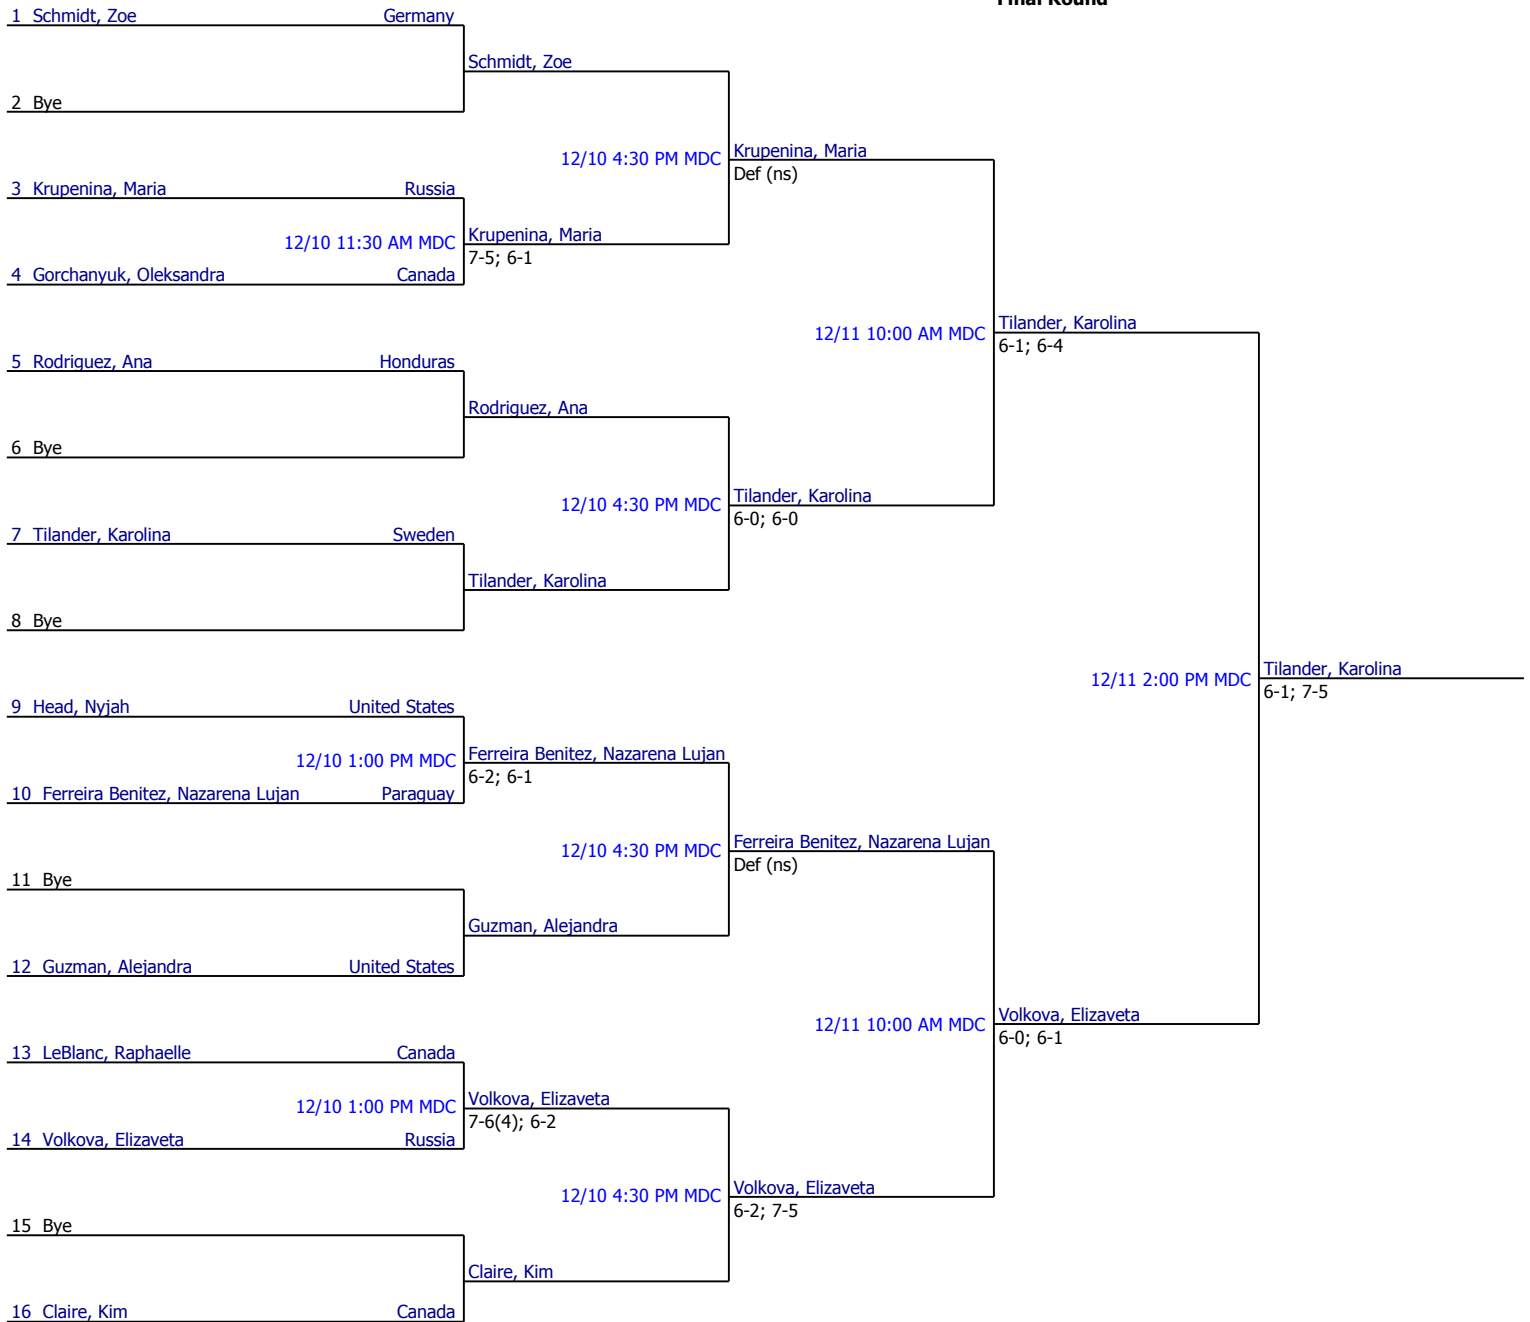 Final Round
1 Schmidt, Zoe Germany
Schmidt, Zoe
2 Bye
12/10 4:30 PM MDC Krupenina, Maria
Def (ns)
3 Krupenina, Maria Russia
12/10 11:30 AM MDC Krupenina, Maria
7-5; 6-1
4 Gorchanyuk, Oleksandra Canada
12/11 10:00 AM MDC Tilander, Karolina
6-1; 6-4
5 Rodriguez, Ana Honduras
Rodriguez, Ana
6 Bye
12/10 4:30 PM MDC Tilander, Karolina
6-0; 6-0
7 Tilander, Karolina Sweden
Tilander, Karolina
8 Bye
12/11 2:00 PM MDC Tilander, Karolina
6-1; 7-5
9 Head, Nyjah United States
12/10 1:00 PM MDC Ferreira Benitez, Nazarena Lujan
6-2; 6-1
10 Ferreira Benitez, Nazarena Lujan Paraguay
12/10 4:30 PM MDC Ferreira Benitez, Nazarena Lujan
Def (ns)
11 Bye
Guzman, Alejandra
12 Guzman, Alejandra United States
12/11 10:00 AM MDC Volkova, Elizaveta
6-0; 6-1
13 LeBlanc, Raphaelle Canada
12/10 1:00 PM MDC Volkova, Elizaveta
7-6(4); 6-2
14 Volkova, Elizaveta Russia
12/10 4:30 PM MDC Volkova, Elizaveta
6-2; 7-5
15 Bye
Claire, Kim
16 Claire, Kim Canada